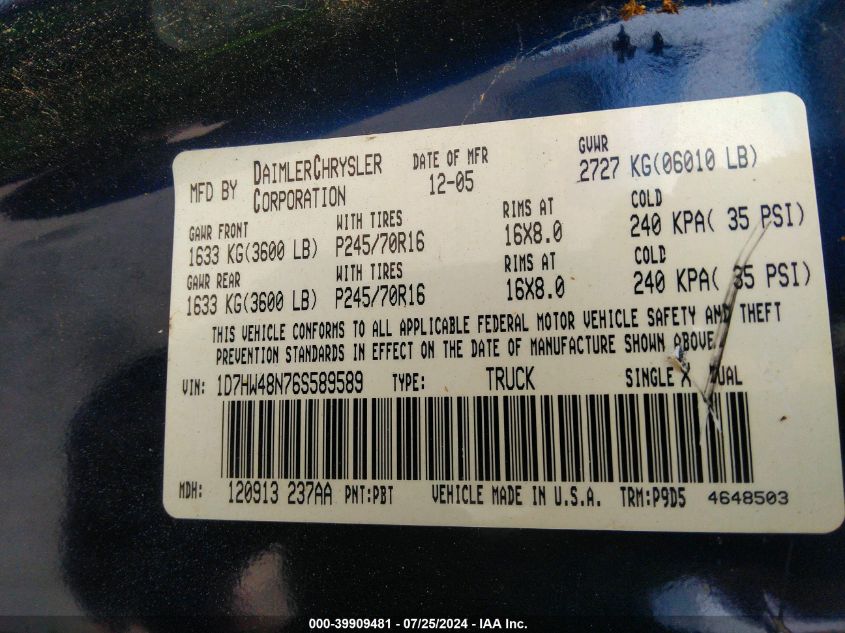 MFD BY DAIMLERCHRYSLER CORPORATION DATE OF MFR 12-05 GVWR 2727 KG(06010 LB)
GAWR FRONT WITH TIRES RIMS AT COLD
1633 KG(3600 LB) P245/70R16 16X8.0 240 KPA( 35 PSI)
GAWR REAR WITH TIRES RIMS AT COLD
1633 KG(3600 LB) P245/70R16 16X8.0 240 KPA( 35 PSI)
THIS VEHICLE CONFORMS TO ALL APPLICABLE FEDERAL MOTOR VEHICLE SAFETY AND THEFT
PREVENTION STANDARDS IN EFFECT ON THE DATE OF MANUFACTURE SHOWN ABOVE
VIN: 1D7HW48N76S589589 TYPE: TRUCK SINGLE X DUAL
MDH: 120913 237AA PNT:PBT VEHICLE MADE IN U.S.A. TRM:P9D5 4648503
000-39909481 - 07/25/2024 - IAA Inc.